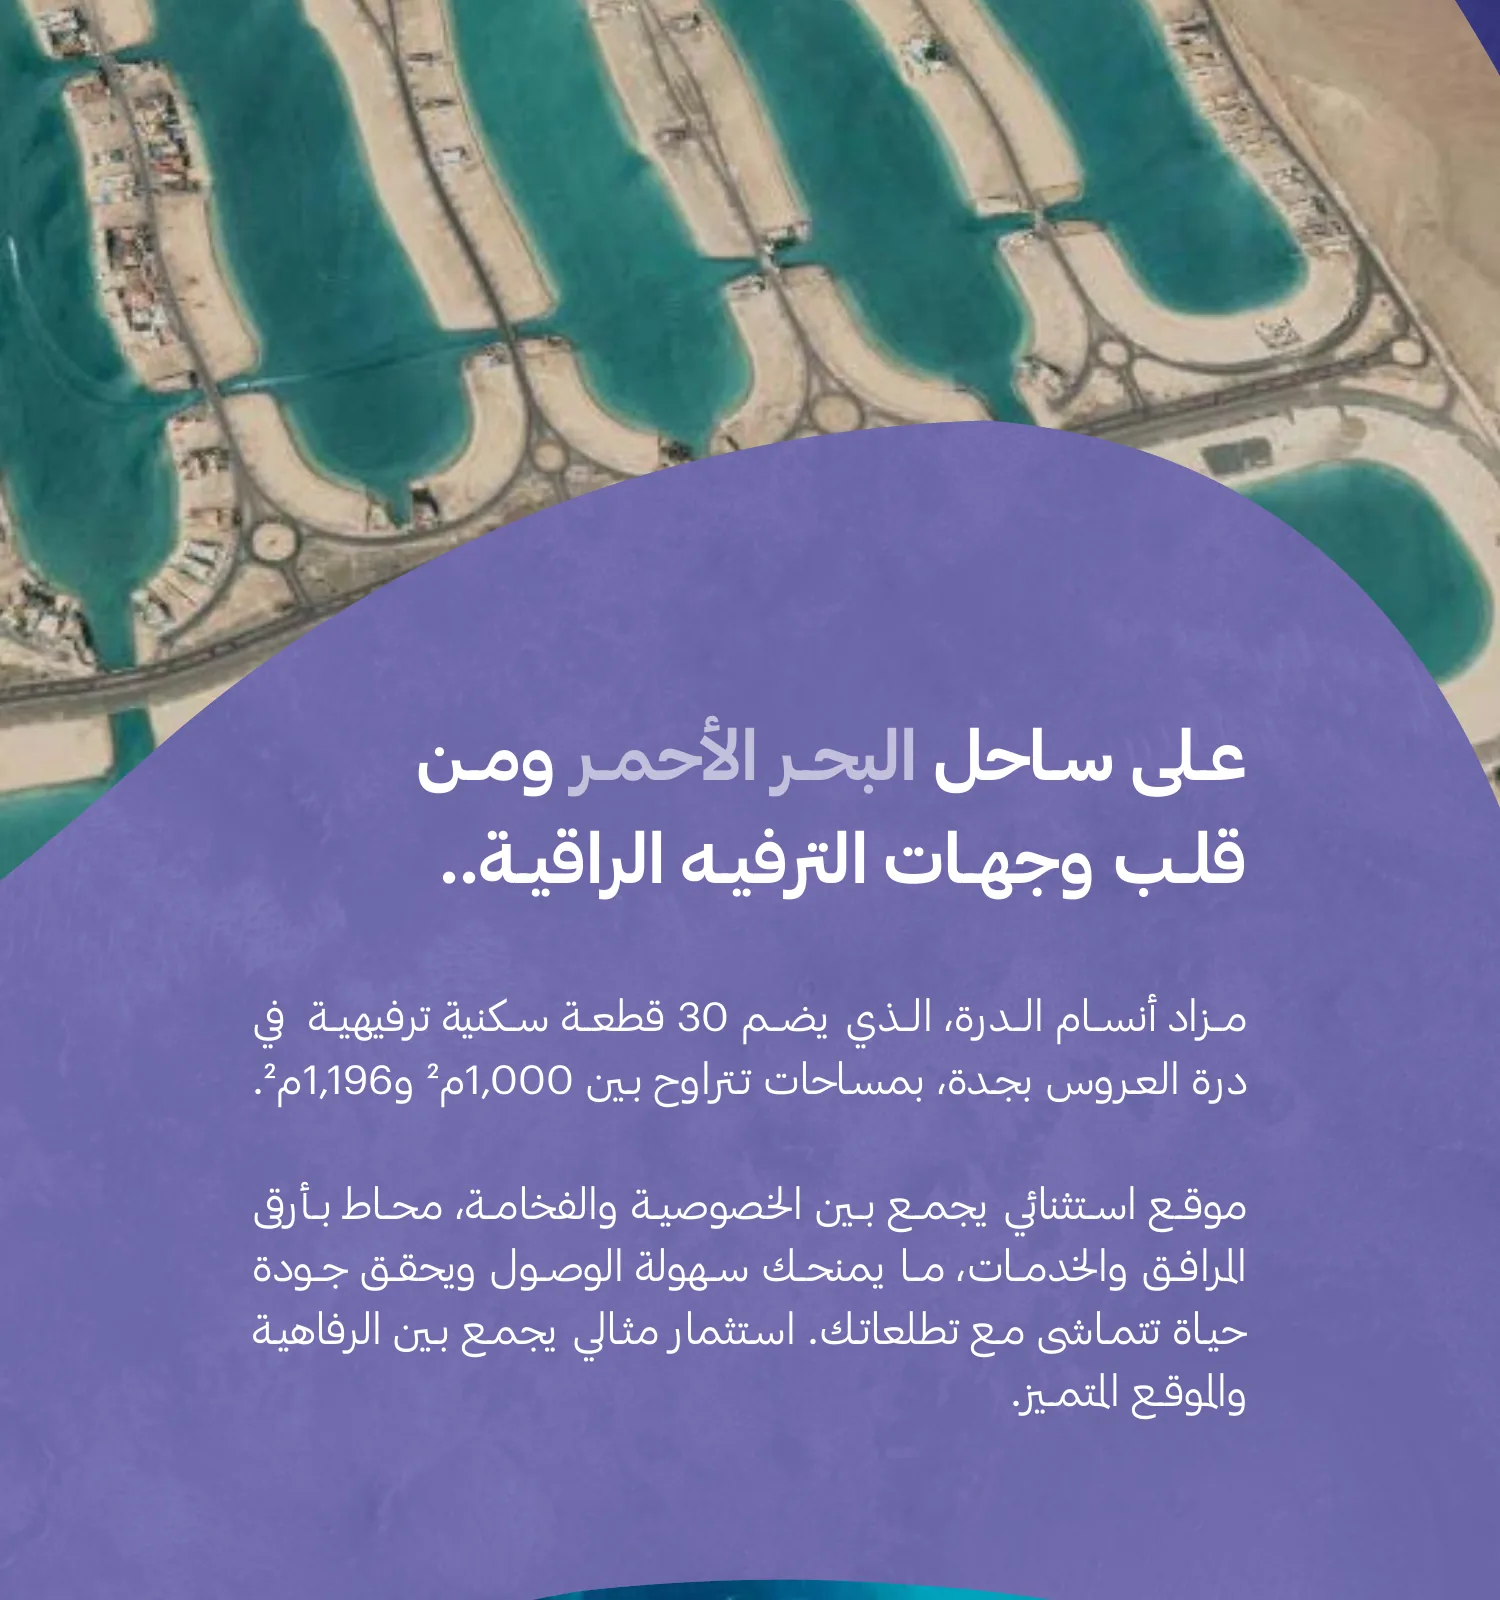 على ساحل البحر الأحمر ومن
قلب وجهات الترفيه الراقية..
مزاد أنسام الدرة، الذي يضم 30 قطعة سكنية ترفيهية في
درة العروس بجدة، بمساحات تتراوح بين 1,000م² و1,196م².
موقع استثنائي يجمع بين الخصوصية والفخامة، محاط بأرقى
المرافق والخدمات، ما يمنحك سهولة الوصول ويحقق جودة
حياة تتماشى مع تطلعاتك. استثمار مثالي يجمع بين الرفاهية
والموقع المتميز.